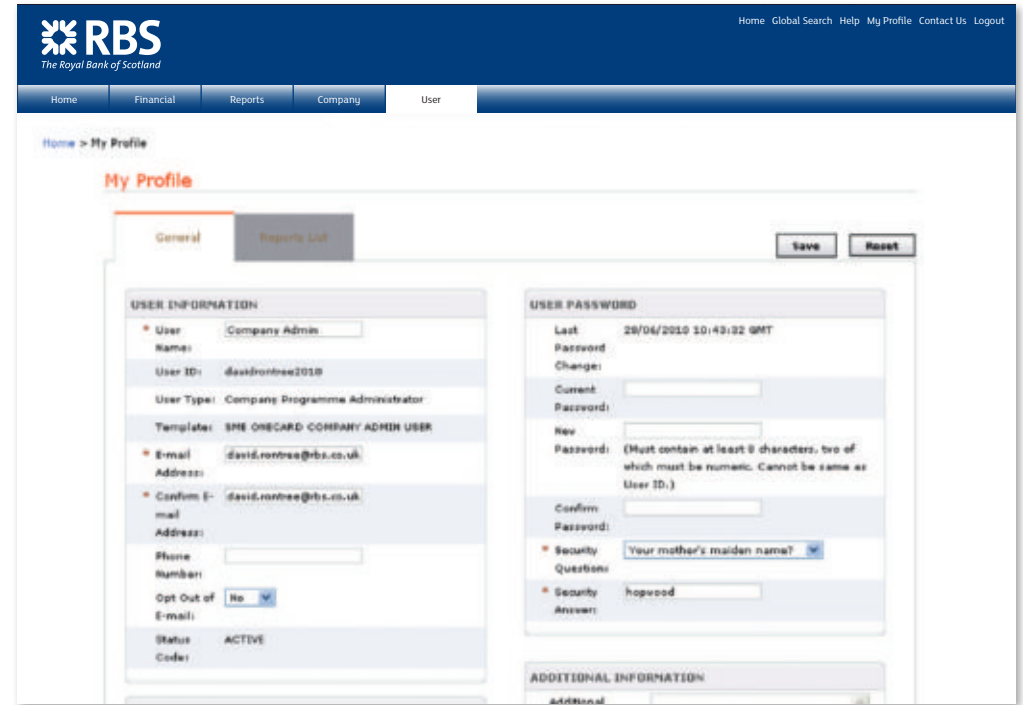 Home Global Search Help My Profile Contact Us Logout
RBS
The Royal Bank of Scotland
Home Financial Reports Company User
Home > My Profile
My Profile
General Reports List
Save Reset
USER INFORMATION
* User Name: Company Admin
User ID: davidrontree2010
User Type: Company Programme Administrator
Template: SME ONECARD COMPANY ADMIN USER
* E-mail Address: david.rontree@rbs.co.uk
* Confirm E-mail Address: david.rontree@rbs.co.uk
Phone Number:
Opt Out of E-mail: No
Status Code: ACTIVE
USER PASSWORD
Last Password Change: 28/06/2010 10:43:32 GMT
Current Password:
New Password:
(Must contain at least 8 characters, two of
which must be numeric. Cannot be same as
User ID.)
Confirm Password:
* Security Question: Your mother's maiden name?
* Security Answer: hopwood
ADDITIONAL INFORMATION
Additional